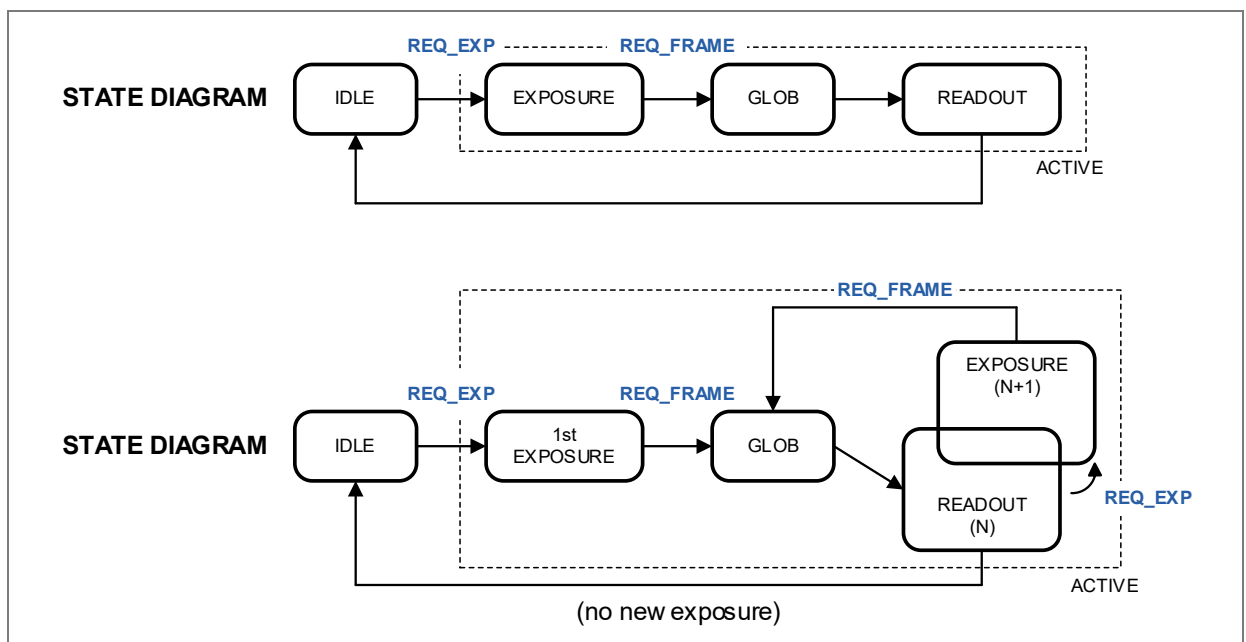 REQ_EXP REQ_FRAME
STATE DIAGRAM IDLE EXPOSURE GLOB READOUT
ACTIVE
REQ_FRAME
EXPOSURE
(N+1)
REQ_EXP REQ_FRAME
STATE DIAGRAM IDLE 1st
EXPOSURE GLOB
READOUT
(N)
REQ_EXP
ACTIVE
(no new exposure)